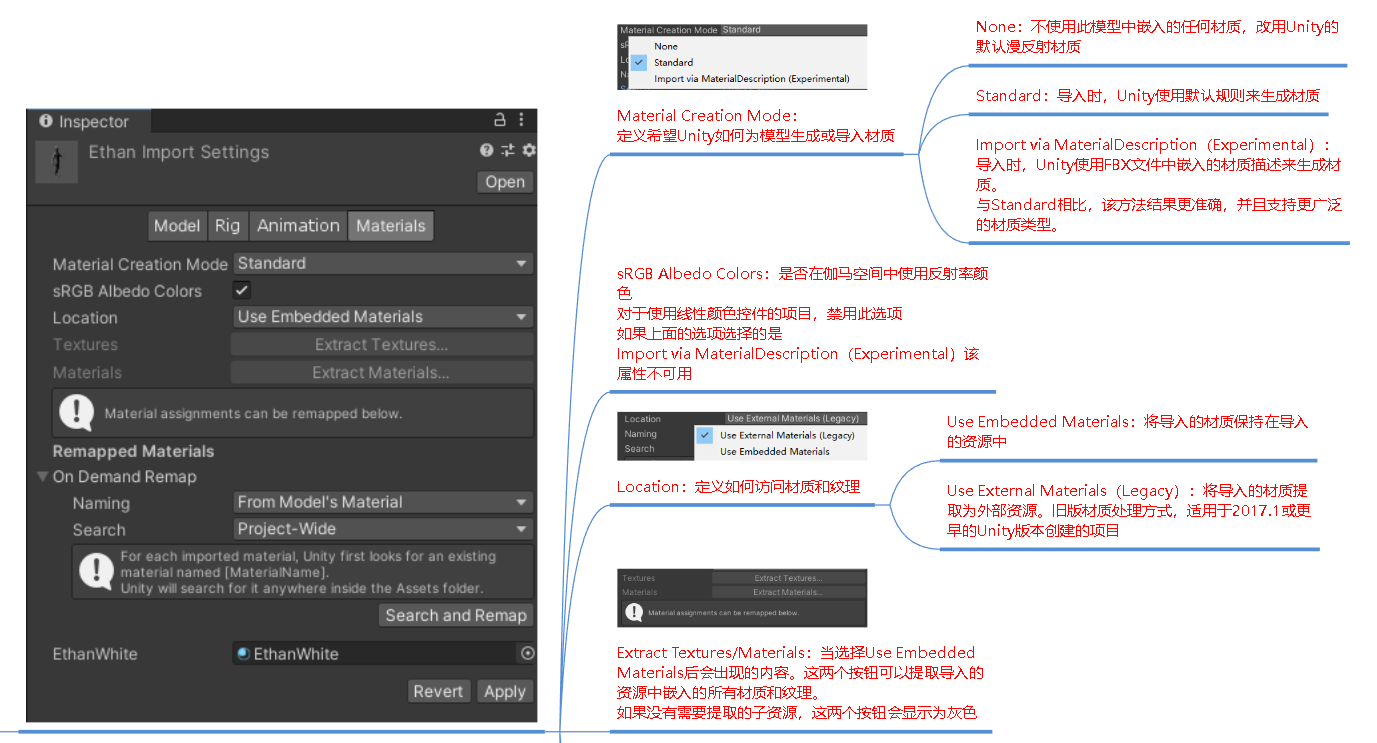 Inspector
Ethan Import Settings
Open
Model Rig Animation Materials
Material Creation Mode Standard
sRGB Albedo Colors
Location Use Embedded Materials
Textures Extract Textures...
Materials Extract Materials...
Material assignments can be remapped below.
Remapped Materials
On Demand Remap
Naming From Model's Material
Search Project-Wide
For each imported material, Unity first looks for an existing
material named [MaterialName].
Unity will search for it anywhere inside the Assets folder.
Search and Remap
EthanWhite EthanWhite
Revert Apply
Material Creation Mode Standard
None
Standard
Import via MaterialDescription (Experimental)
Material Creation Mode:
定义希望Unity如何为模型生成或导入材质
None：不使用此模型中嵌入的任何材质，改用Unity的
默认漫反射材质
Standard：导入时，Unity使用默认规则来生成材质
Import via MaterialDescription（Experimental）:
导入时，Unity使用FBX文件中嵌入的材质描述来生成材
质。
与Standard相比，该方法结果更准确，并且支持更广泛
的材质类型。
sRGB Albedo Colors：是否在伽马空间中使用反射率颜
色
对于使用线性颜色控件的项目，禁用此选项
如果上面的选项选择的是
Import via MaterialDescription（Experimental）该
属性不可用
Location Use External Materials (Legacy)
Naming Use External Materials (Legacy)
Search Use Embedded Materials
Location：定义如何访问材质和纹理
Use Embedded Materials：将导入的材质保持在导入
的资源中
Use External Materials（Legacy）：将导入的材质提
取为外部资源。旧版材质处理方式，适用于2017.1或更
早的Unity版本创建的项目
Textures Extract Textures...
Materials Extract Materials...
Material assignments can be remapped below.
Extract Textures/Materials：当选择Use Embedded
Materials后会出现的内容。这两个按钮可以提取导入的
资源中嵌入的所有材质和纹理。
如果没有需要提取的子资源，这两个按钮会显示为灰色